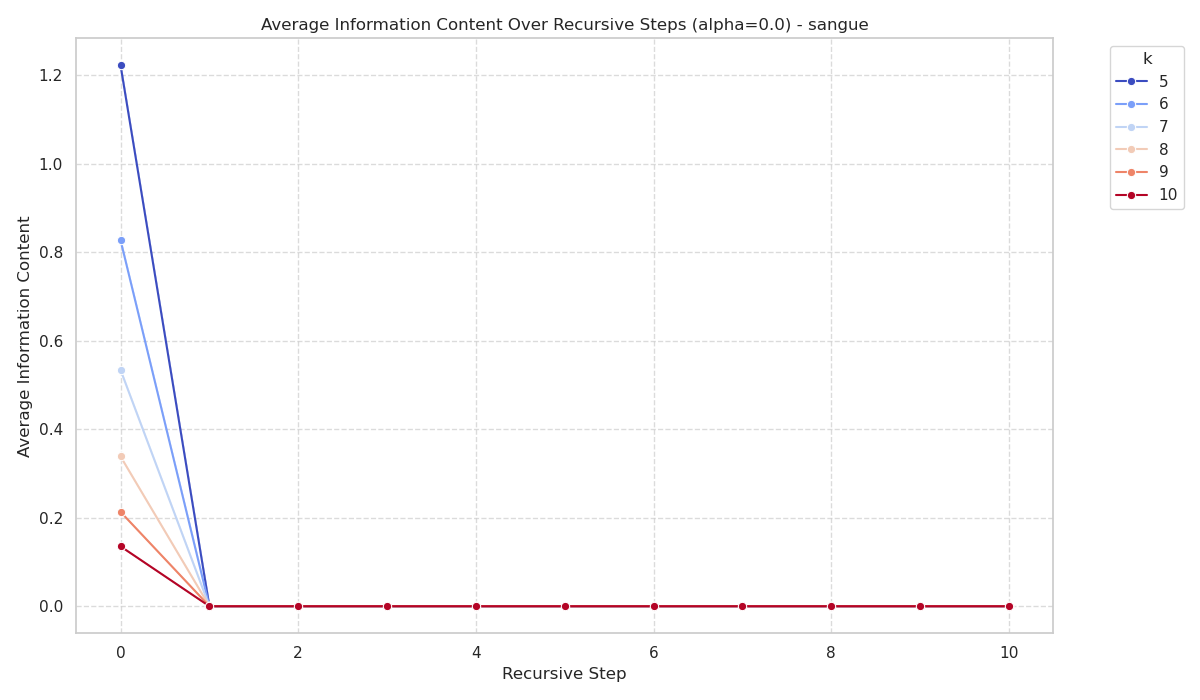 Average Information Content Over Recursive Steps (alpha=0.0) - sangue
k
5
6
7
8
9
10
Average Information Content
1.2
1.0
0.8
0.6
0.4
0.2
0.0
0 2 4 6 8 10
Recursive Step